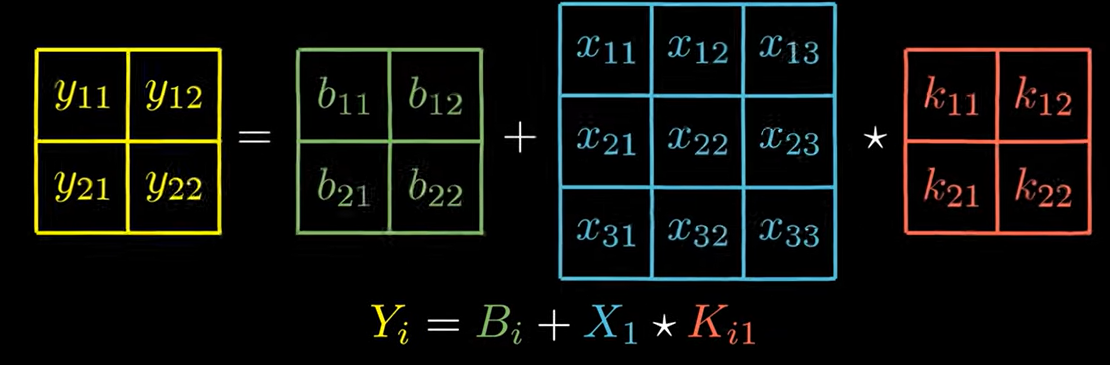 x₁₁ x₁₂ x₁₃
y₁₁ y₁₂ b₁₁ b₁₂ k₁₁ k₁₂
= + x₂₁ x₂₂ x₂₃ ⋆
y₂₁ y₂₂ b₂₁ b₂₂ k₂₁ k₂₂
x₃₁ x₃₂ x₃₃
Yᵢ = Bᵢ + X₁ ⋆ Kᵢ₁